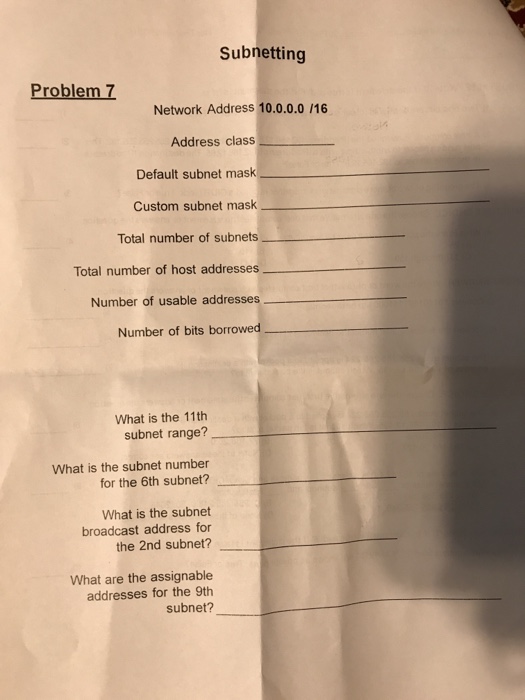 Subnetting
Problem 7
Network Address 10.0.0.0 /16
Address class
Default subnet mask
Custom subnet mask
Total number of subnets
Total number of host addresses
Number of usable addresses
Number of bits borrowed
What is the 11th
subnet range?
What is the subnet number
for the 6th subnet?
What is the subnet
broadcast address for
the 2nd subnet?
What are the assignable
addresses for the 9th
subnet?